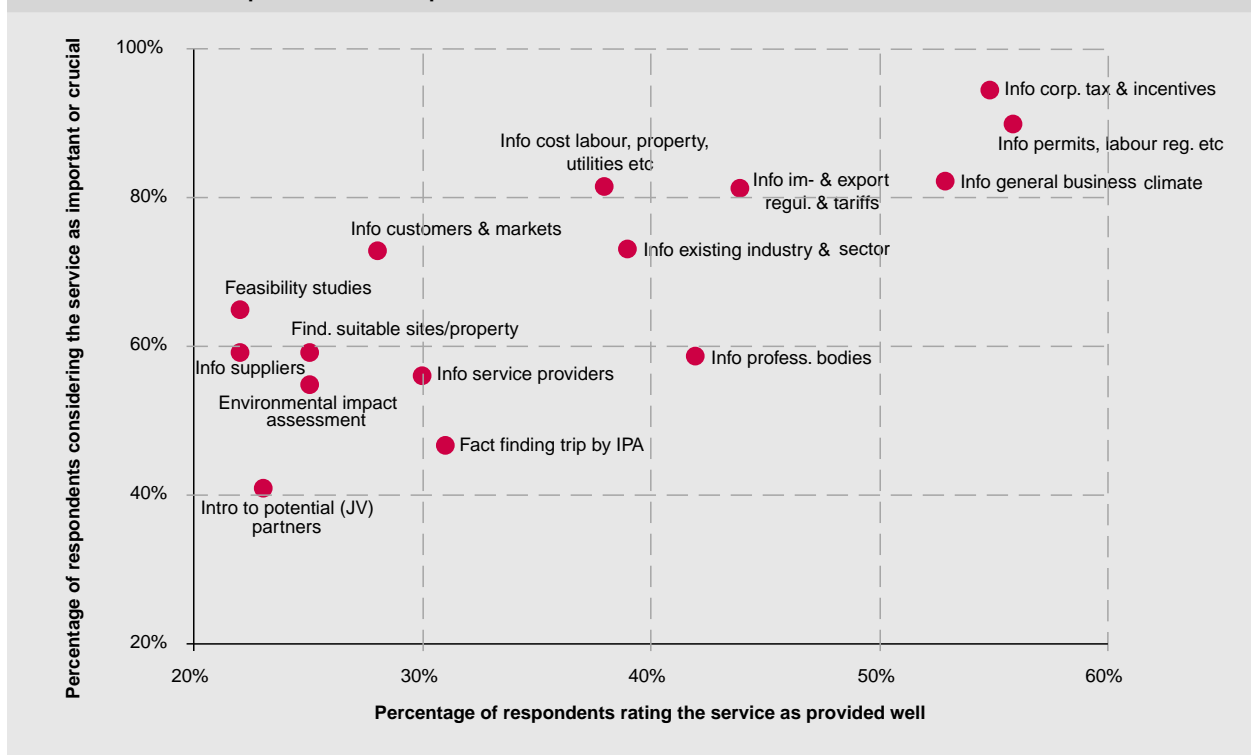 Percentage of respondents considering the service as important or crucial
100%
80%
60%
40%
20%
Info corp. tax & incentives
Info permits, labour reg. etc
Info cost labour, property,
utilities etc
Info im- & export
regul. & tariffs
Info general business climate
Info customers & markets
Info existing industry & sector
Feasibility studies
Find. suitable sites/property
Info suppliers
Info profess. bodies
Info service providers
Environmental impact
assessment
Fact finding trip by IPA
Intro to potential (JV)
partners
20%
30%
40%
50%
60%
Percentage of respondents rating the service as provided well